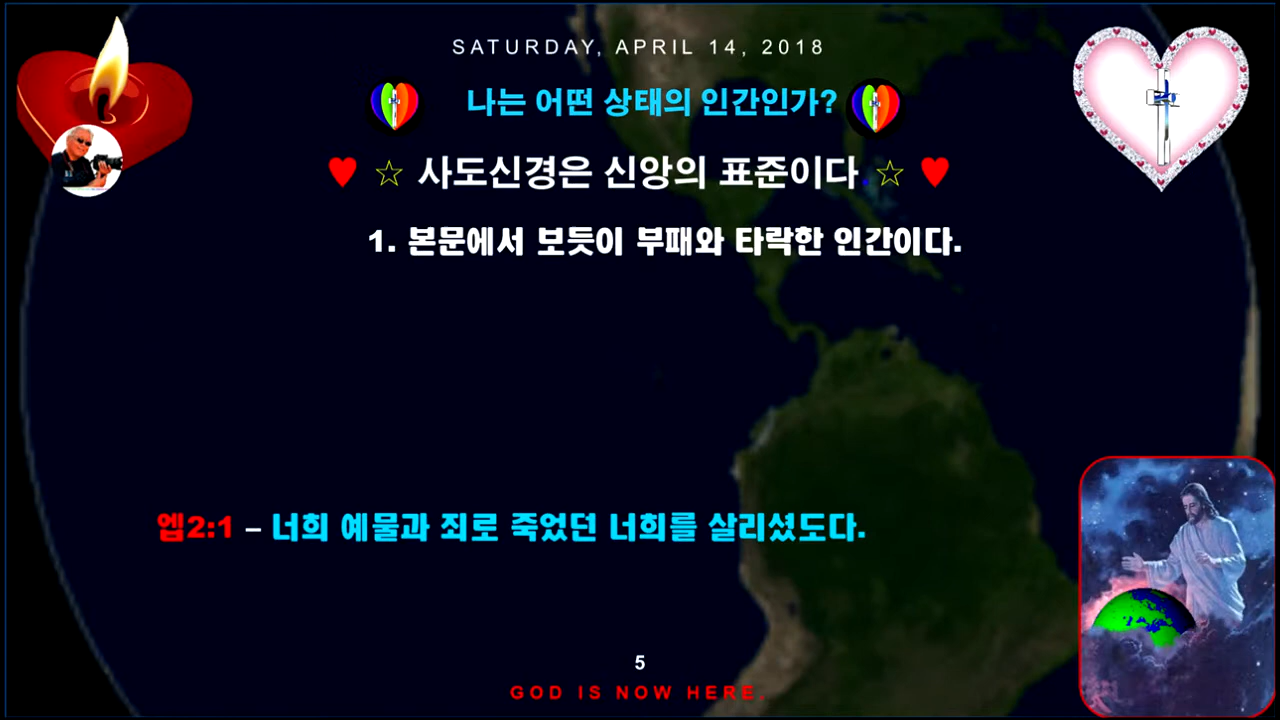 SATURDAY, APRIL 14, 2018
나는 어떤 상태의 인간인가?
♥ ☆ 사도신경은 신앙의 표준이다. ☆ ♥
1. 본문에서 보듯이 부패와 타락한 인간이다.
엡2:1 – 너희 예물과 죄로 죽었던 너희를 살리셨도다.
5
GOD IS NOW HERE.